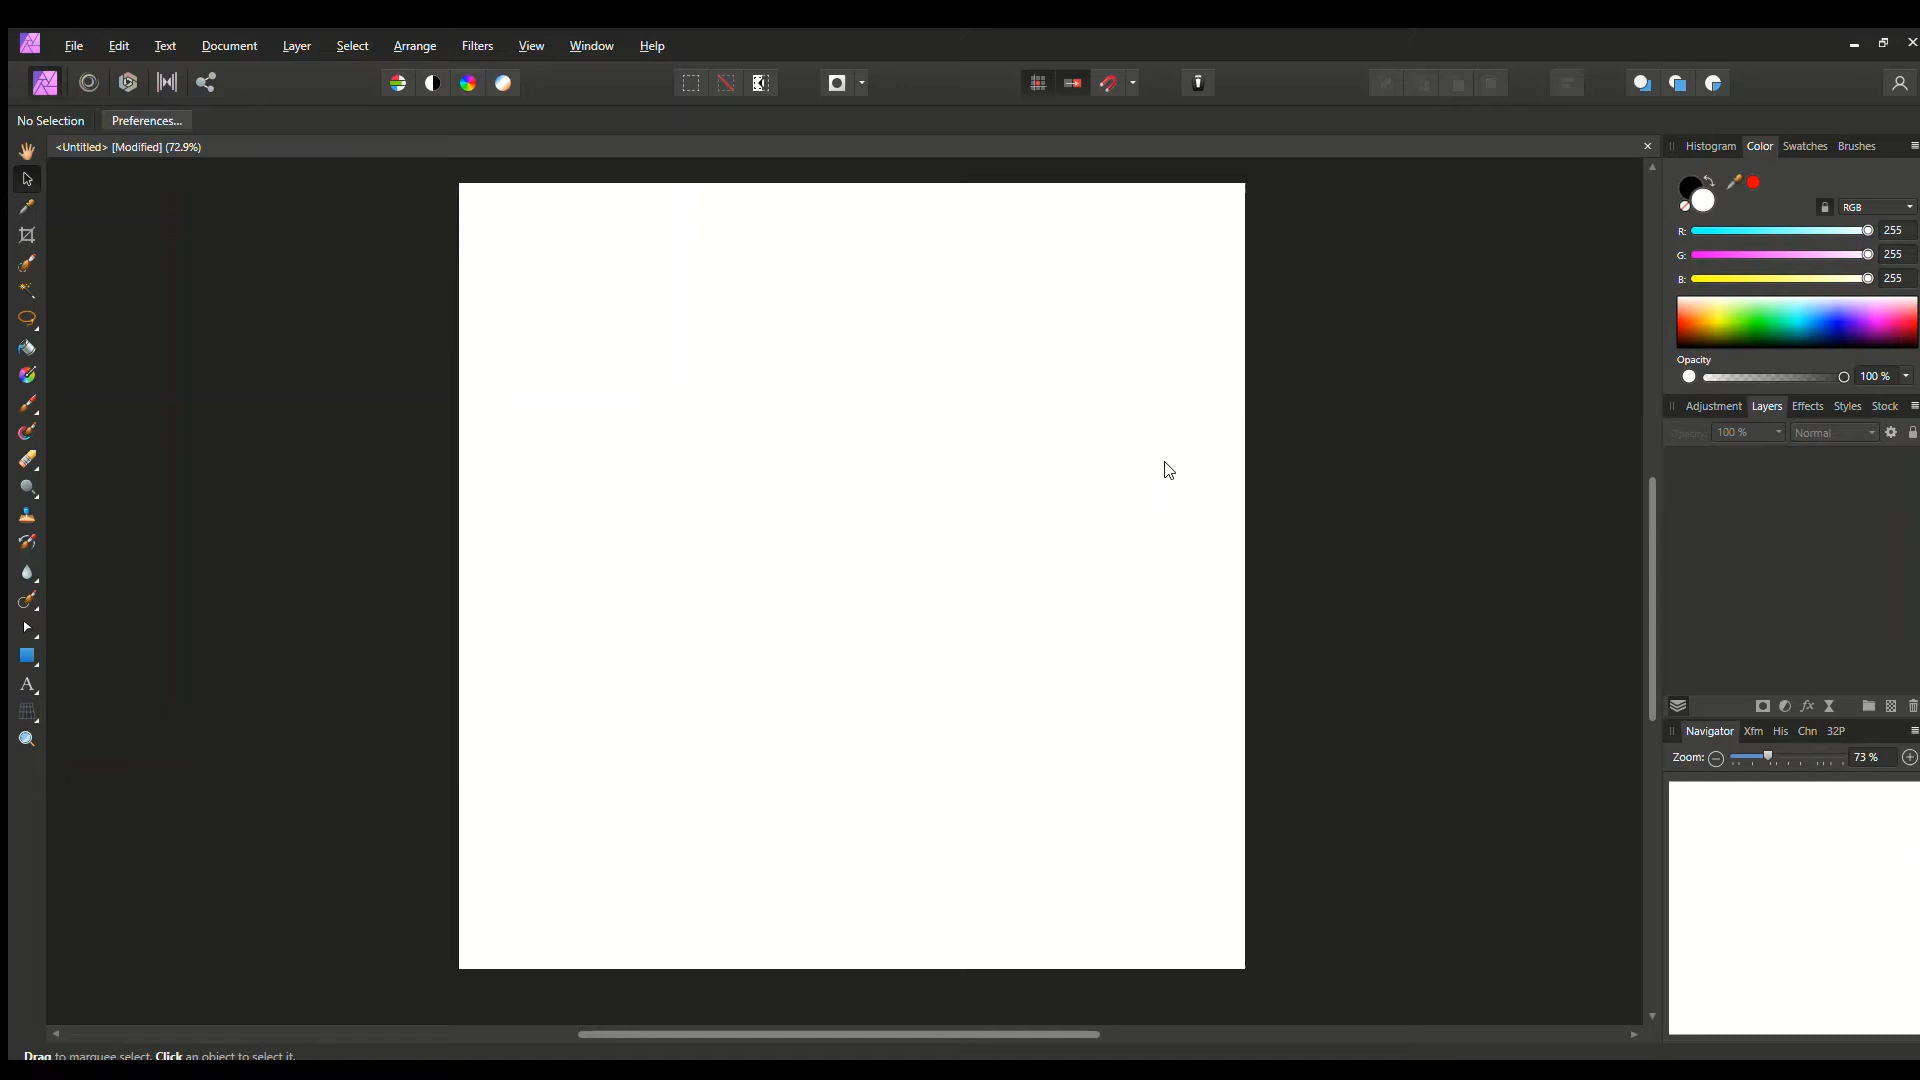 File Edit Text Document Layer Select Arrange Filters View Window Help
No Selection Preferences...
<Untitled> [Modified] (72.9%)
Histogram Color Swatches Brushes
RGB
R: 255
G: 255
B: 255
Opacity
100 %
Adjustment Layers Effects Styles Stock
Opacity: 100 % Normal
Navigator Xfm His Chn 32P
Zoom: 73 %
A
Drag to marquee select. Click an object to select it.